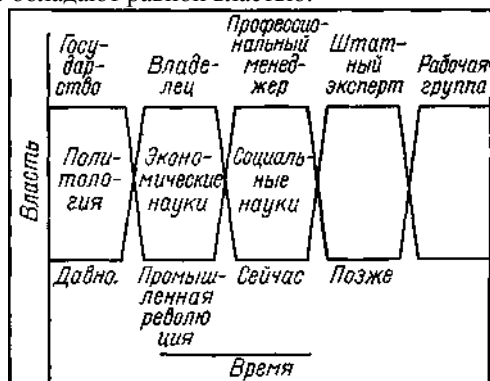 обладают равной властью.
Госу-
дар-
ство
Владе-
лец
Профессио-
нальный
менед-
жер
Штат-
ный
эксперт
Рабочая
группа
Власть
Поли-
толо-
гия
Эконо-
мические
науки
Социаль-
ные
науки
Давно.
Промыш-
ленная
револю
ция
Сейчас
Позже
Время